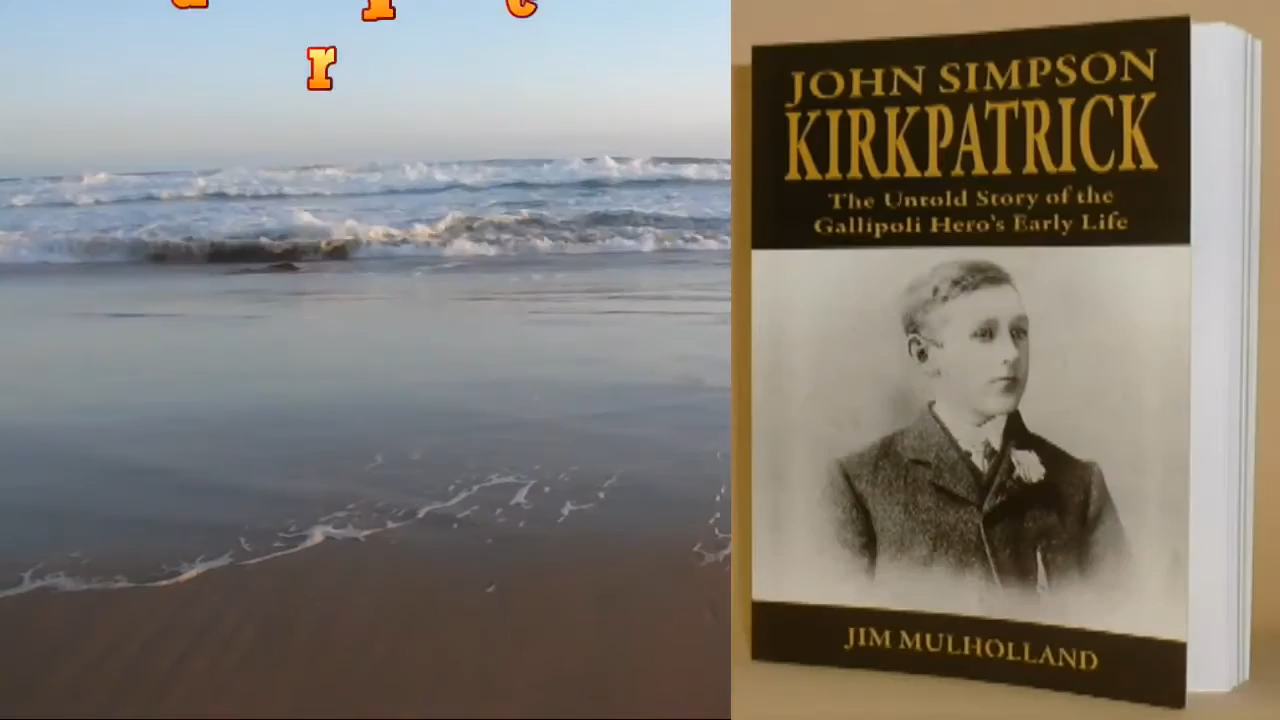 r
JOHN SIMPSON
KIRKPATRICK
The Untold Story of the
Gallipoli Hero's Early Life
JIM MULHOLLAND